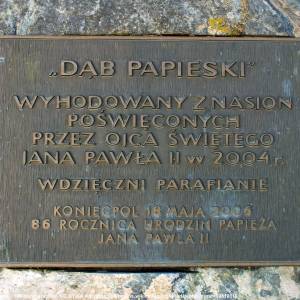 „DĄB PAPIESKI”
WYHODOWANY Z NASION
POŚWIĘCONYCH
PRZEZ OJCA ŚWIĘTEGO
JANA PAWŁA II w 2004 r.
WDZIĘCZNI PARAFIANIE
KONIECPOL 18 MAJA 2006
86 ROCZNICA URODZIN PAPIEŻA
JANA PAWŁA II